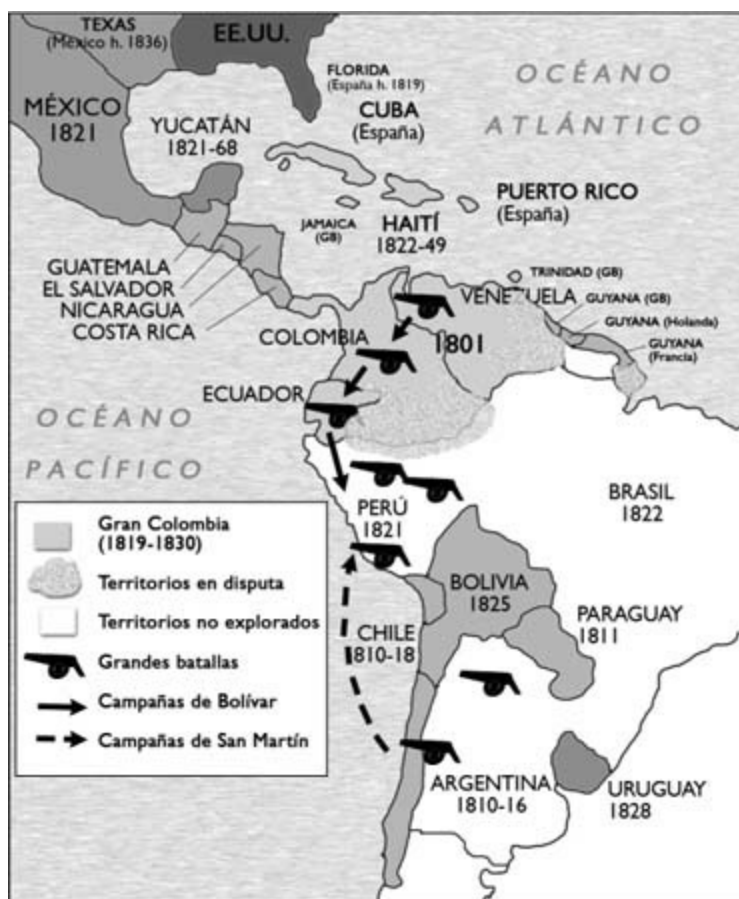 TEXAS
(México h. 1836)
EE.UU.
FLORIDA
(España h. 1819)
OCÉANO
ATLÁNTICO
MÉXICO
1821
YUCATÁN
1821-68
CUBA
(España)
PUERTO RICO
(España)
JAMAICA
(GB)
HAITÍ
1822-49
GUATEMALA
EL SALVADOR
NICARAGUA
COSTA RICA
TRINIDAD (GB)
VENEZUELA
GUYANA (GB)
GUYANA (Holanda)
GUYANA
(Francia)
COLOMBIA
1801
ECUADOR
OCÉANO
PACÍFICO
PERÚ
1821
BRASIL
1822
BOLIVIA
1825
PARAGUAY
1811
CHILE
1810-18
ARGENTINA
1810-16
URUGUAY
1828
Gran Colombia
(1819-1830)
Territorios en disputa
Territorios no explorados
Grandes batallas
Campañas de Bolívar
Campañas de San Martín